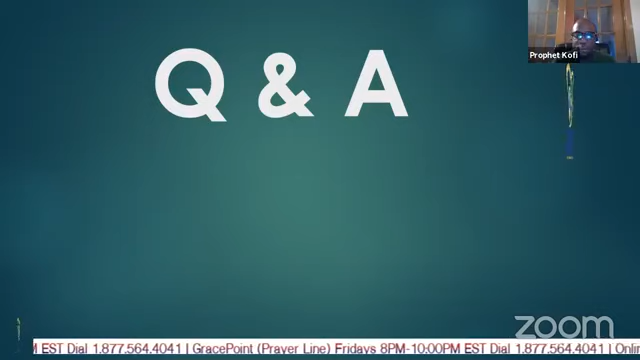 Prophet Kofi
Q & A
zoom
M EST Dial 1.877.564.4041 | GracePoint (Prayer Line) Fridays 8PM-10:00PM EST Dial 1.877.564.4041 | Onlin